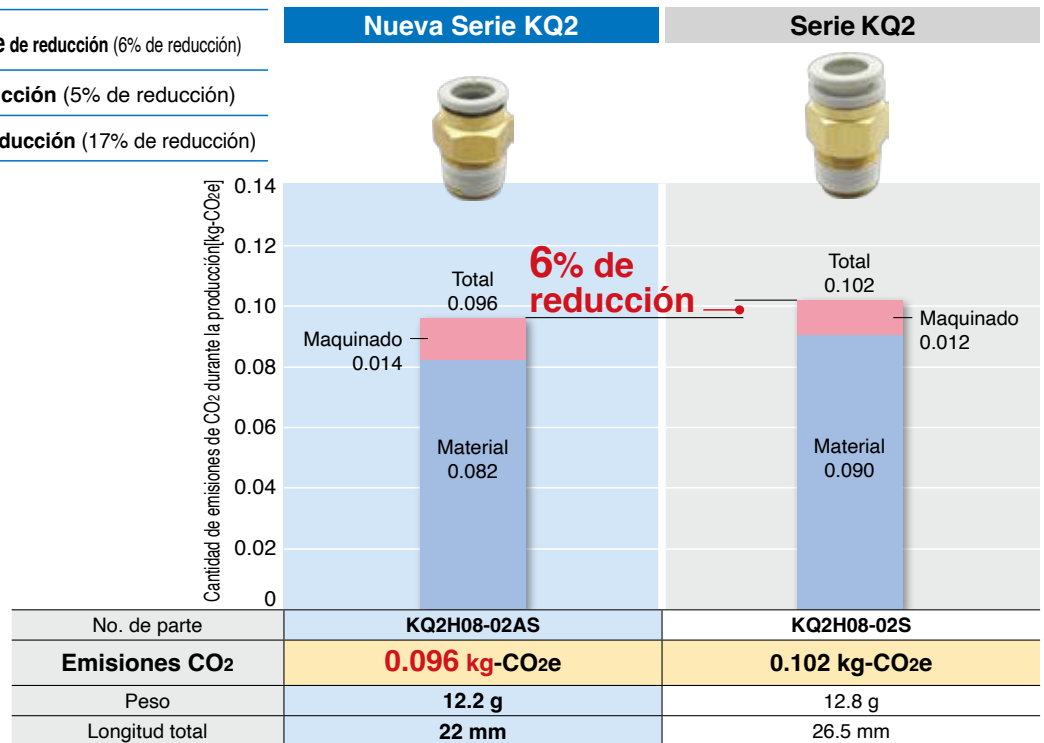 Nueva Serie KQ2
Serie KQ2
e de reducción (6% de reducción)
cción (5% de reducción)
ducción (17% de reducción)
Cantidad de emisiones de CO2 durante la producción[kg-CO2e]
0.14
0.12
0.10
0.08
0.06
0.04
0.02
0
Total
0.096
Maquinado
0.014
Material
0.082
6% de
reducción
Total
0.102
Maquinado
0.012
Material
0.090
No. de parte KQ2H08-02AS KQ2H08-02S
Emisiones CO2 0.096 kg-CO2e 0.102 kg-CO2e
Peso 12.2 g 12.8 g
Longitud total 22 mm 26.5 mm